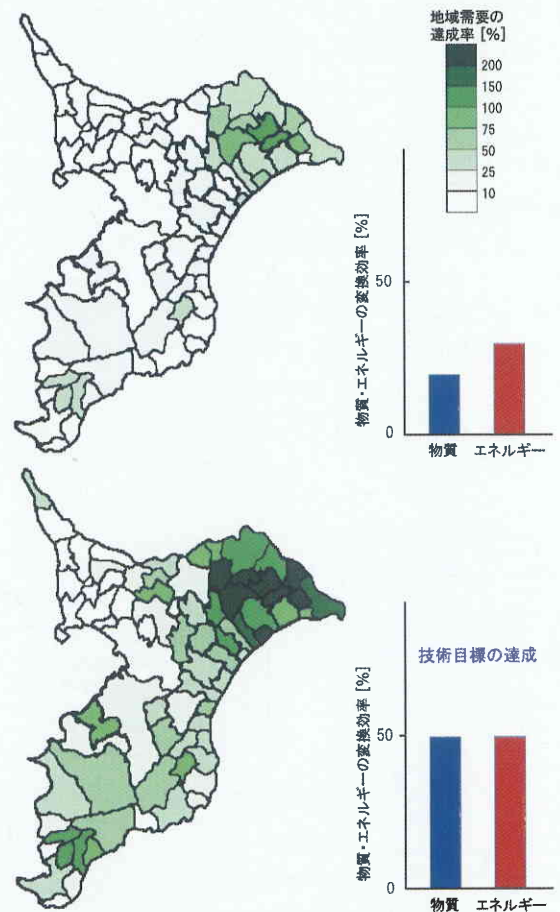 地域需要の
達成率 [%]
200
150
100
75
50
25
10
物質・エネルギーの変換効率 [%]
50
0
物質 エネルギー
技術目標の達成
物質・エネルギーの変換効率 [%]
50
0
物質 エネルギー